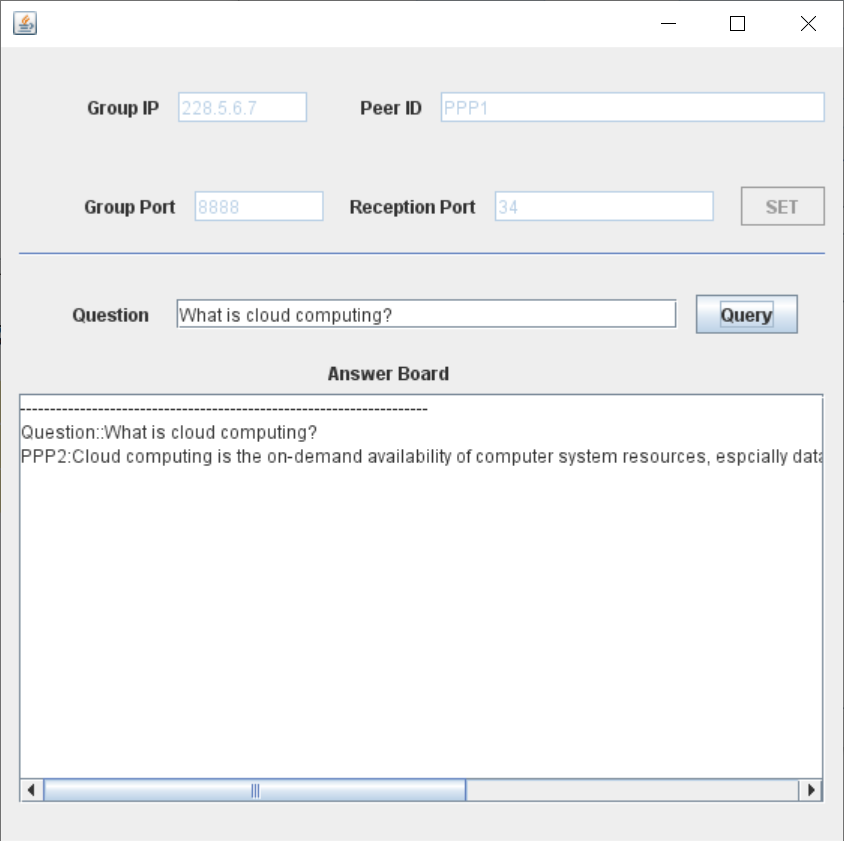 Group IP 228.5.6.7 Peer ID PPP1
Group Port 8888 Reception Port 34 SET
Question What is cloud computing? Query
Answer Board
--------------------------------------------------------------------
Question::What is cloud computing?
PPP2:Cloud computing is the on-demand availability of computer system resources, espcially data